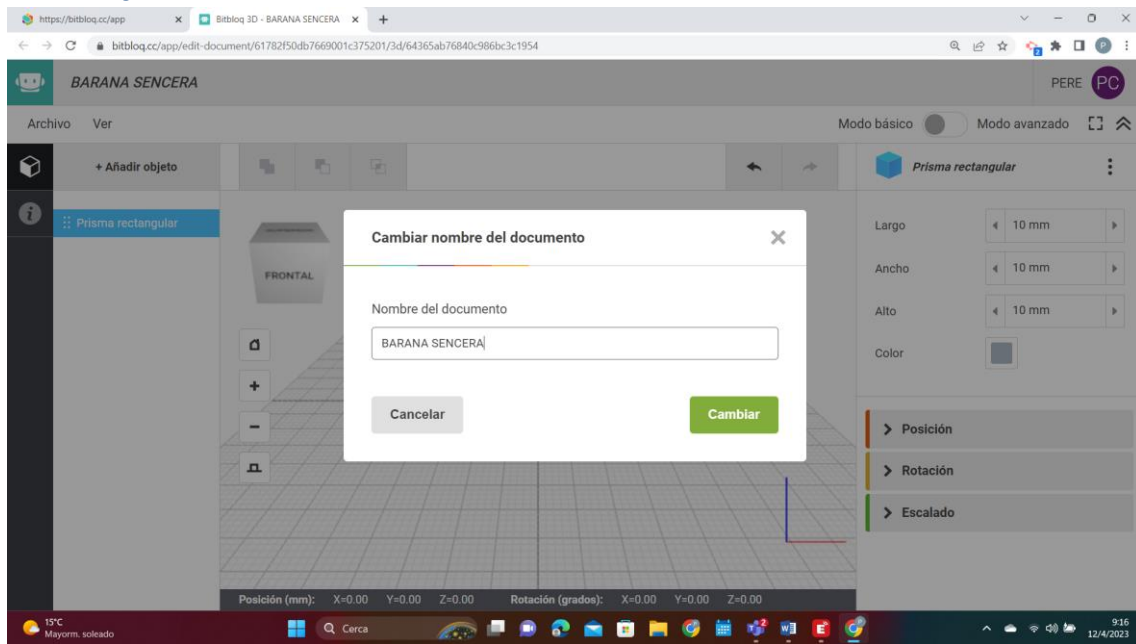 https://bitbloq.cc/app
Bitbloq 3D - BARANA SENCERA
bitbloq.cc/app/edit-document/61782f50db7669001c375201/3d/64365ab76840c986bc3c1954
BARANA SENCERA
PERE PC
Archivo Ver
Modo básico Modo avanzado
+ Añadir objeto
Prisma rectangular
Prisma rectangular
FRONTAL
Cambiar nombre del documento
Nombre del documento
BARANA SENCERA
Cancelar
Cambiar
Largo 10 mm
Ancho 10 mm
Alto 10 mm
Color
Posición
Rotación
Escalado
Posición (mm): X=0.00 Y=0.00 Z=0.00 Rotación (grados): X=0.00 Y=0.00 Z=0.00
15°C
Mayorm. soleado
Cerca
9:16
12/4/2023